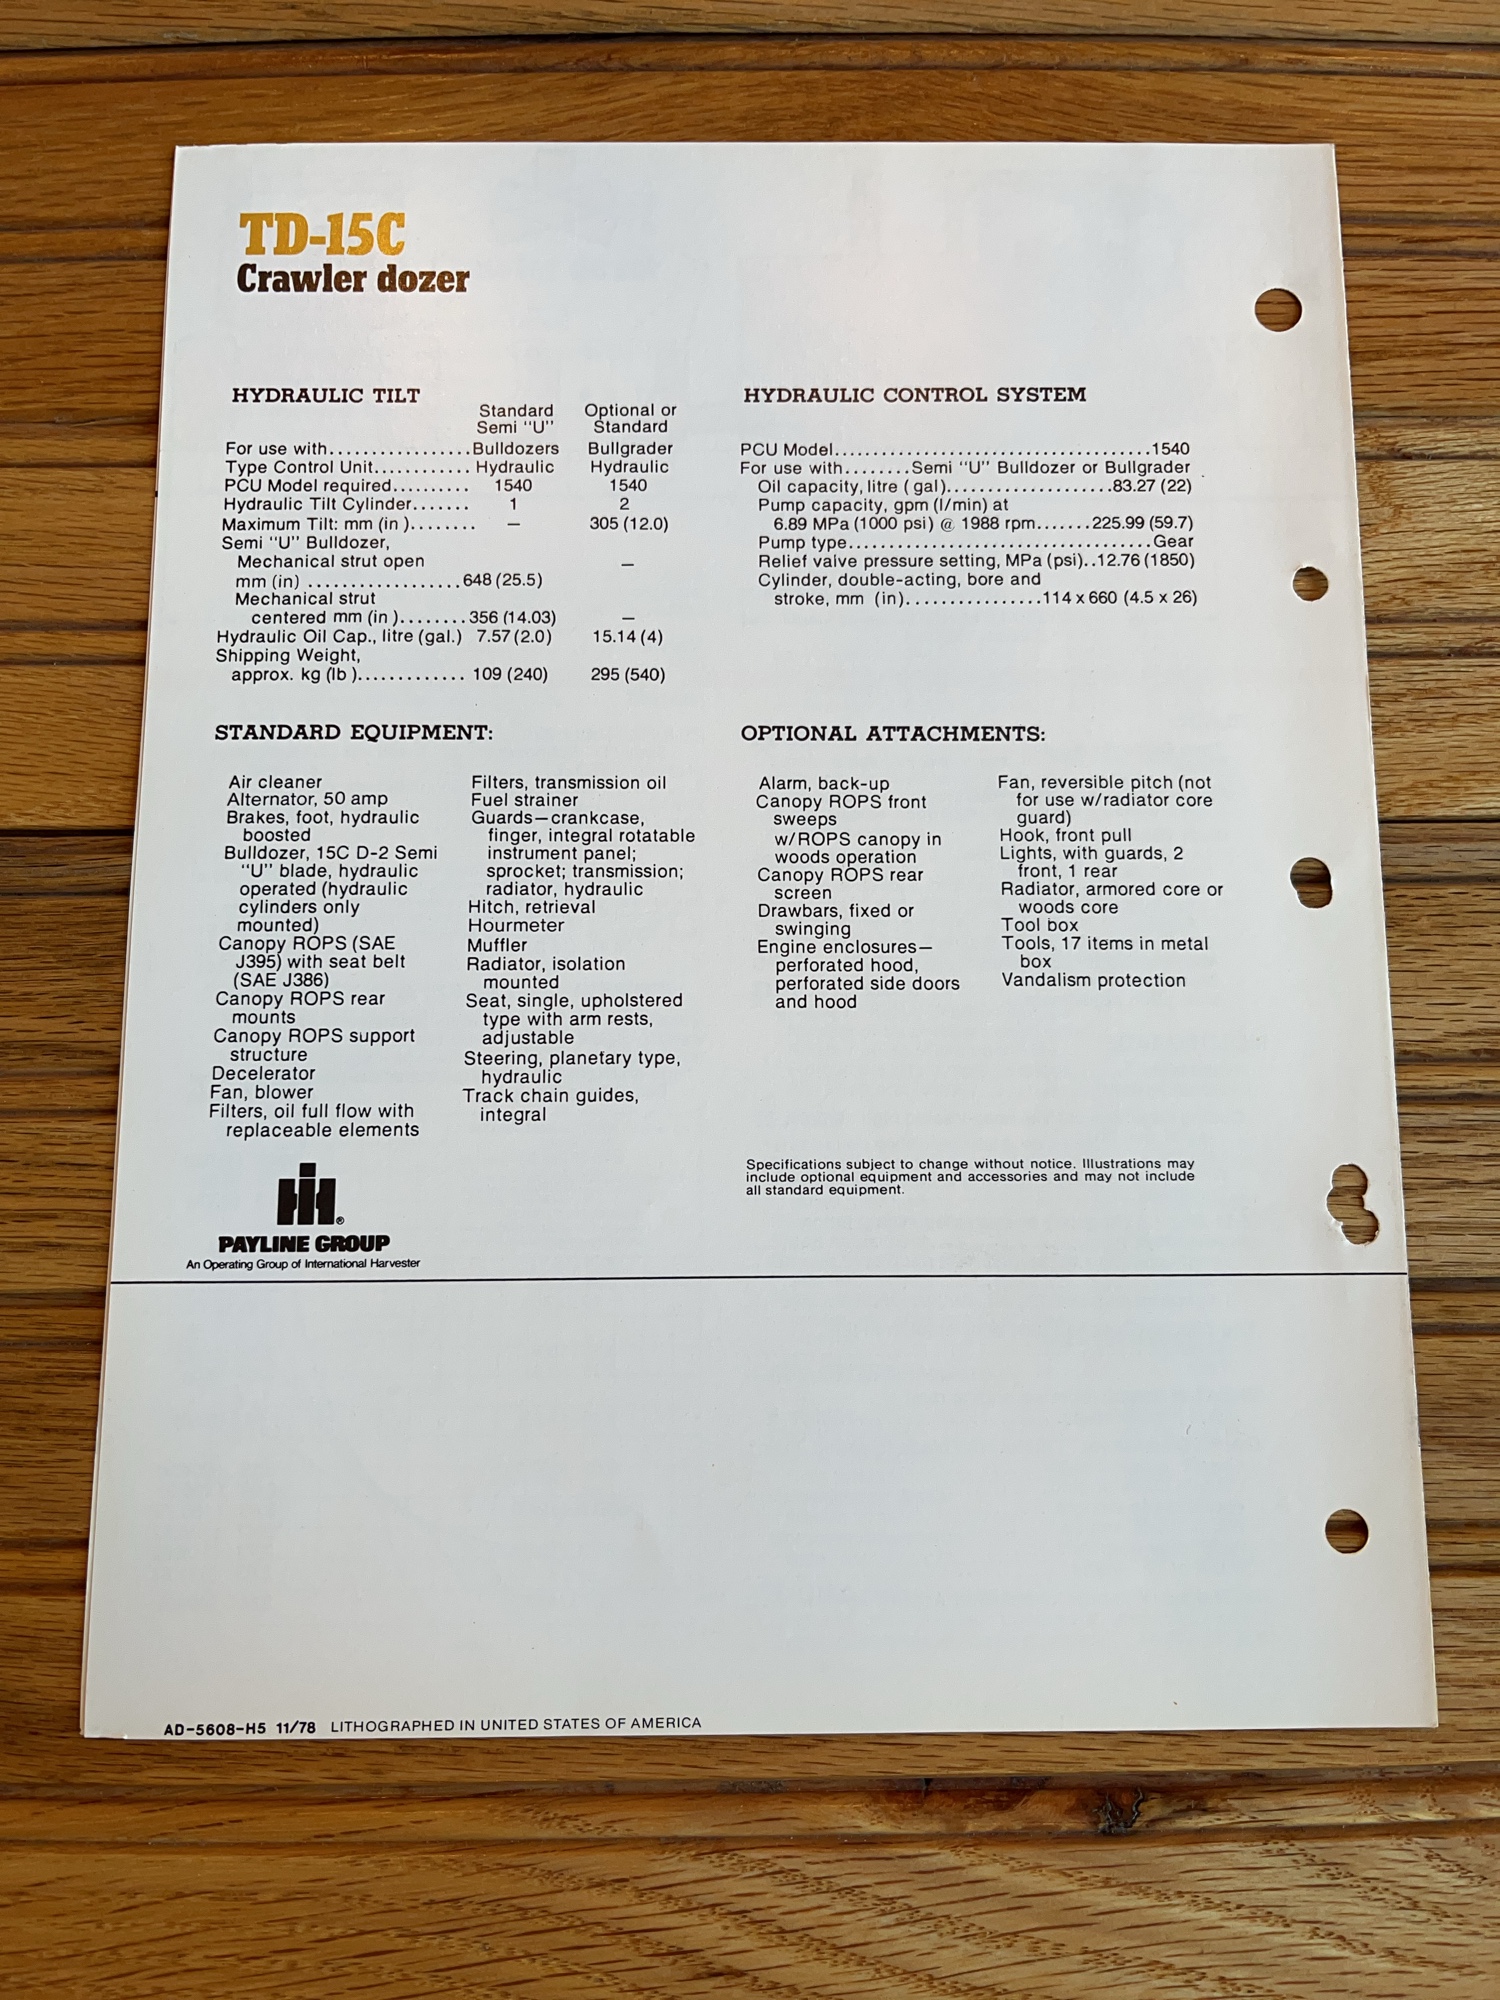 TD-15C
Crawler dozer
HYDRAULIC TILT
Standard Optional or
Semi "U" Standard
For use with.................Bulldozers Bullgrader
Type Control Unit............Hydraulic Hydraulic
PCU Model required.......... 1540 1540
Hydraulic Tilt Cylinder....... 1 2
Maximum Tilt: mm (in )........ — 305 (12.0)
Semi "U" Bulldozer,
Mechanical strut open —
mm (in) ..................648 (25.5)
Mechanical strut
centered mm (in )........356 (14.03) —
Hydraulic Oil Cap., litre (gal.) 7.57 (2.0) 15.14 (4)
Shipping Weight,
approx. kg (lb )............. 109 (240) 295 (540)
HYDRAULIC CONTROL SYSTEM
PCU Model.....................................1540
For use with........Semi "U" Bulldozer or Bullgrader
Oil capacity, litre ( gal)....................83.27 (22)
Pump capacity, gpm (l/min) at
6.89 MPa (1000 psi) @ 1988 rpm.......225.99 (59.7)
Pump type....................................Gear
Relief valve pressure setting, MPa (psi)..12.76 (1850)
Cylinder, double-acting, bore and
stroke, mm (in)................114 x 660 (4.5 x 26)
STANDARD EQUIPMENT:
Air cleaner
Alternator, 50 amp
Brakes, foot, hydraulic
boosted
Bulldozer, 15C D-2 Semi
"U" blade, hydraulic
operated (hydraulic
cylinders only
mounted)
Canopy ROPS (SAE
J395) with seat belt
(SAE J386)
Canopy ROPS rear
mounts
Canopy ROPS support
structure
Decelerator
Fan, blower
Filters, oil full flow with
replaceable elements
Filters, transmission oil
Fuel strainer
Guards—crankcase,
finger, integral rotatable
instrument panel;
sprocket; transmission;
radiator, hydraulic
Hitch, retrieval
Hourmeter
Muffler
Radiator, isolation
mounted
Seat, single, upholstered
type with arm rests,
adjustable
Steering, planetary type,
hydraulic
Track chain guides,
integral
OPTIONAL ATTACHMENTS:
Alarm, back-up
Canopy ROPS front
sweeps
w/ROPS canopy in
woods operation
Canopy ROPS rear
screen
Drawbars, fixed or
swinging
Engine enclosures—
perforated hood,
perforated side doors
and hood
Fan, reversible pitch (not
for use w/radiator core
guard)
Hook, front pull
Lights, with guards, 2
front, 1 rear
Radiator, armored core or
woods core
Tool box
Tools, 17 items in metal
box
Vandalism protection
Specifications subject to change without notice. Illustrations may
include optional equipment and accessories and may not include
all standard equipment.
IH®
PAYLINE GROUP
An Operating Group of International Harvester
AD-5608-H5 11/78 LITHOGRAPHED IN UNITED STATES OF AMERICA